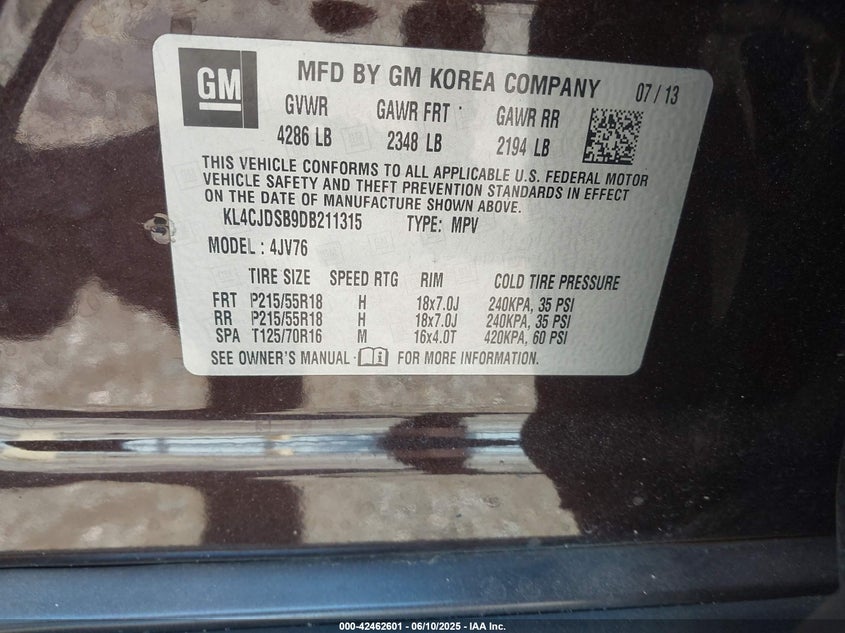 GM
MFD BY GM KOREA COMPANY 07 / 13
GVWR GAWR FRT GAWR RR
4286 LB 2348 LB 2194 LB
THIS VEHICLE CONFORMS TO ALL APPLICABLE U.S. FEDERAL MOTOR
VEHICLE SAFETY AND THEFT PREVENTION STANDARDS IN EFFECT
ON THE DATE OF MANUFACTURE SHOWN ABOVE.
KL4CJDSB9DB211315 TYPE: MPV
MODEL : 4JV76
TIRE SIZE SPEED RTG RIM COLD TIRE PRESSURE
FRT P215/55R18 H 18x7.0J 240KPA, 35 PSI
RR P215/55R18 H 18x7.0J 240KPA, 35 PSI
SPA T125/70R16 M 16x4.0T 420KPA, 60 PSI
SEE OWNER'S MANUAL FOR MORE INFORMATION.
000-42462601 - 06/10/2025 - IAA Inc.